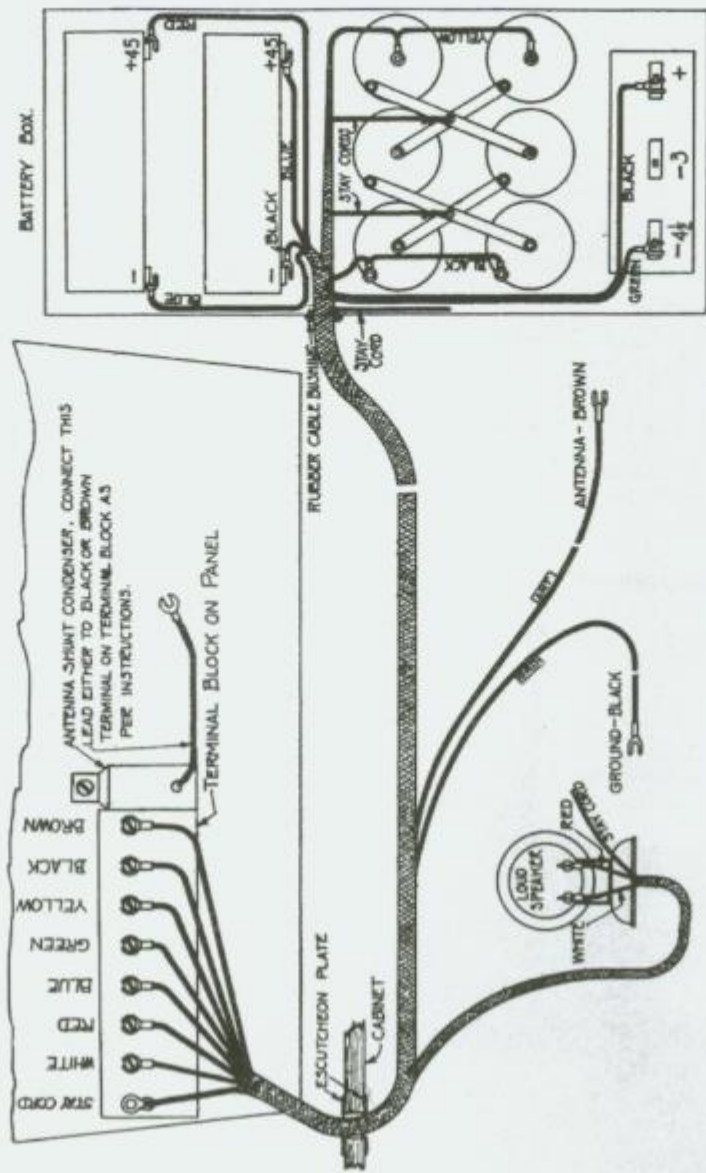 BATTERY BOX.
RED
+45
-
BLUE
+45
BLUE
BLACK
-
YELLOW
STAY CORDS
BLACK
BLACK
GREEN
+
-3
-4½
RUBBER CABLE BUSHING
STAY
CORD
ANTENNA SHUNT CONDENSER, CONNECT THIS
LEAD EITHER TO BLACK OR BROWN
TERMINAL ON TERMINAL BLOCK AS
PER INSTRUCTIONS.
TERMINAL BLOCK ON PANEL
BROWN
BLACK
YELLOW
GREEN
BLUE
RED
WHITE
STAY CORD
ESCUTCHEON PLATE
CABINET
ANT
ANTENNA-BROWN
GROUND-BLACK
LOUD
SPEAKER
WHITE
RED
STAY CORD